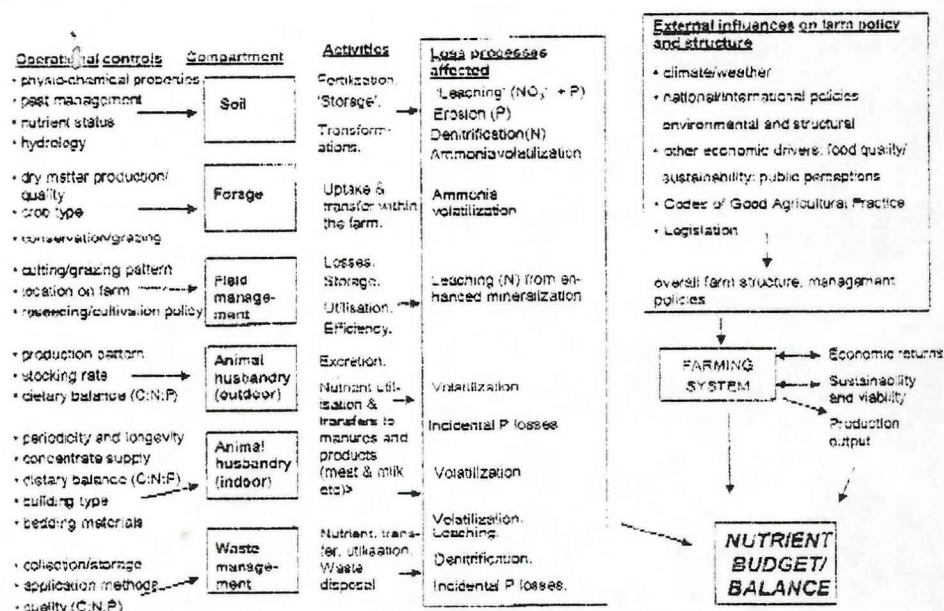 Operational controls
• physio-chemical properties
• past management
• nutrient status
• hydrology
• dry matter production/
quality
• crop type
• conservation/grazing
• cutting/grazing pattern
• location on farm
• reseeding/cultivation policy
• production pattern
• stocking rate
• dietary balance (C:N:P)
• periodicity and longevity
• concentrate supply
• dietary balance (C:N:P)
• building type
• bedding materials
• collection/storage
• application methods
• quality (C:N:P)
Compartment
Soil
Forage
Field
manage-
ment
Animal
husbandry
(outdoor)
Animal
husbandry
(indoor)
Waste
manage-
ment
Activities
Fertilization.
'Storage'.
Transform-
ations.
Uptake &
transfer within
the farm.
Losses.
Storage.
Utilisation.
Efficiency.
Excretion.
Nutrient util-
isation &
transfers to
manures and
products
(meat & milk
etc)>
Nutrient, trans-
fer, utilisation.
Waste
disposal
Loss processes
affected
'Leaching' (NO3- + P)
Erosion (P)
Denitrification(N)
Ammonia volatilization
Ammonia
volatilization
Leaching (N) from en-
hanced mineralization
Volatilization
Incidental P losses
Volatilization
Volatilization.
Leaching.
Denitrification.
Incidental P losses.
External influences on farm policy
and structure
• climate/weather
• national/international policies
environmental and structural
• other economic drivers: food quality/
sustainability: public perceptions
• Codes of Good Agricultural Practice
• Legislation
overall farm structure, management
policies
FARMING
SYSTEM
Economic returns
Sustainability
and viability
Production
output
NUTRIENT
BUDGET/
BALANCE